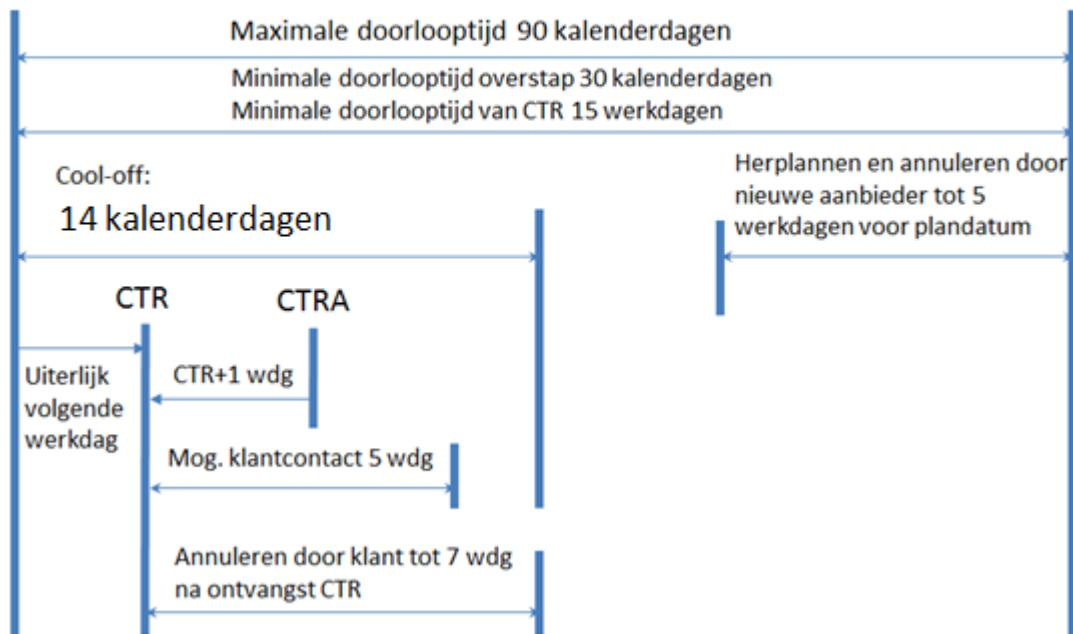 Maximale doorlooptijd 90 kalenderdagen
Minimale doorlooptijd overstap 30 kalenderdagen
Minimale doorlooptijd van CTR 15 werkdagen
Herplannen en annuleren door
nieuwe aanbieder tot 5
werkdagen voor plandatum
Cool-off:
14 kalenderdagen
CTR
CTRA
Uiterlijk
volgende
werkdag
CTR+1 wdg
Mog. klantcontact 5 wdg
Annuleren door klant tot 7 wdg
na ontvangst CTR